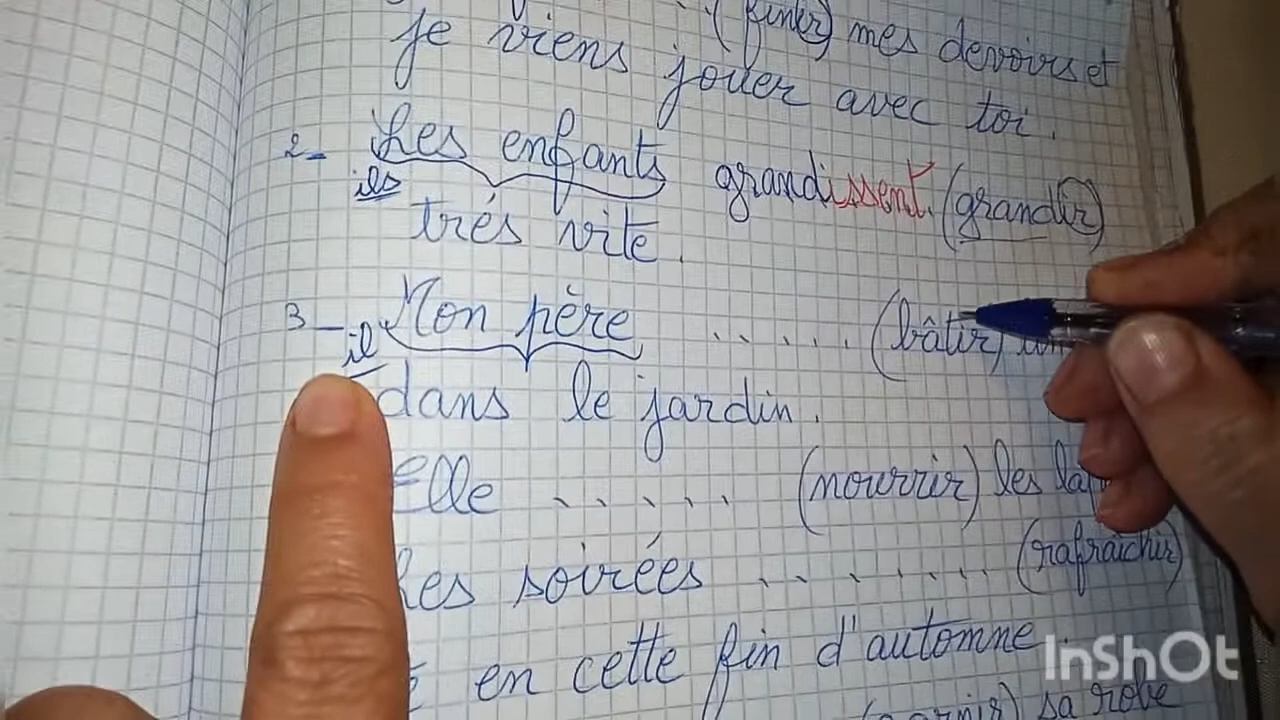 (finir) mes devoirs et
je viens jouer avec toi.
2- Les enfants grandissent. (grandir)
ils
très vite.
3- Mon père ..... (bâtir)
il
dans le jardin.
Elle ..... (nourrir) les
Les soirées ....... (rafraîchir)
en cette fin d'automne.
sa robe
InShOt